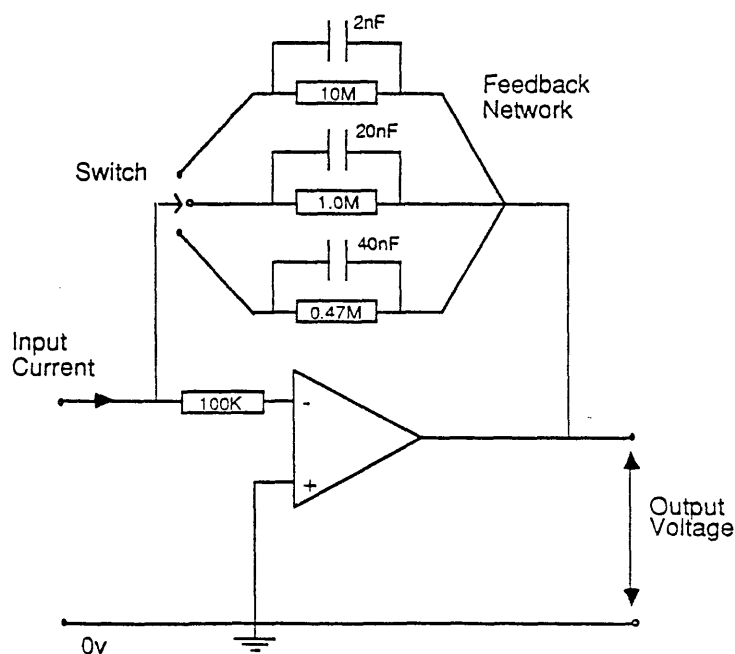 2nF
10M
Feedback
Network
20nF
Switch
1.0M
40nF
0.47M
Input
Current
100K
-
+
Output
Voltage
0v